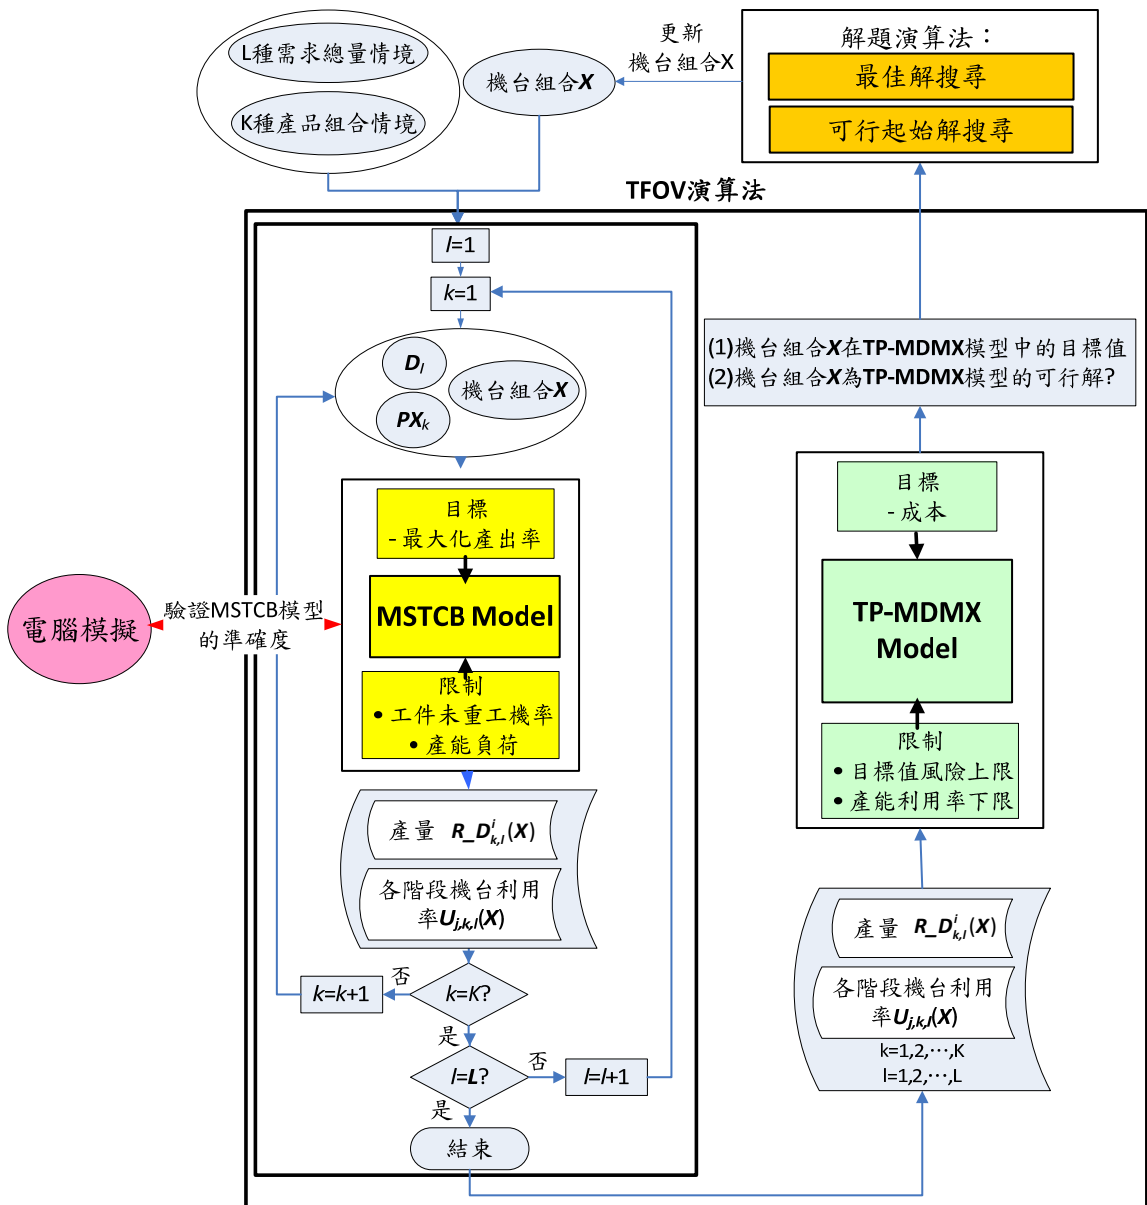 L種需求總量情境
K種產品組合情境
機台組合X
更新
機台組合X
解題演算法：
最佳解搜尋
可行起始解搜尋
TFOV演算法
l=1
k=1
D_l
PX_k
機台組合X
目標
- 最大化產出率
MSTCB Model
限制
• 工件未重工機率
• 產能負荷
電腦模擬
驗證MSTCB模型
的準確度
產量 R_D^i_{k,l}(X)
各階段機台利用
率U_{j,k,l}(X)
k=K?
否
k=k+1
是
l=L?
否
l=l+1
是
結束
(1)機台組合X在TP-MDMX模型中的目標值
(2)機台組合X為TP-MDMX模型的可行解?
目標
- 成本
TP-MDMX
Model
限制
• 目標值風險上限
• 產能利用率下限
產量 R_D^i_{k,l}(X)
各階段機台利用
率U_{j,k,l}(X)
k=1,2,⋯,K
l=1,2,⋯,L